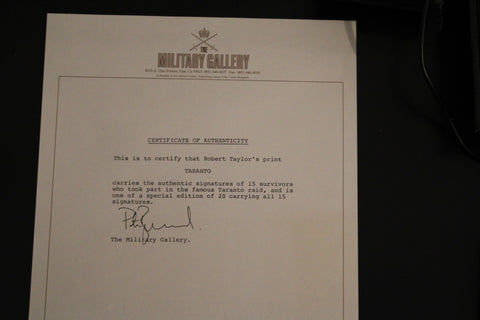 THE
MILITARY GALLERY
CERTIFICATE OF AUTHENTICITY
This is to certify that Robert Taylor's print
TARANTO
carries the authentic signatures of 15 survivors
who took part in the famous Taranto raid, and is
one of a special edition of 20 carrying all 15
signatures.
The Military Gallery.